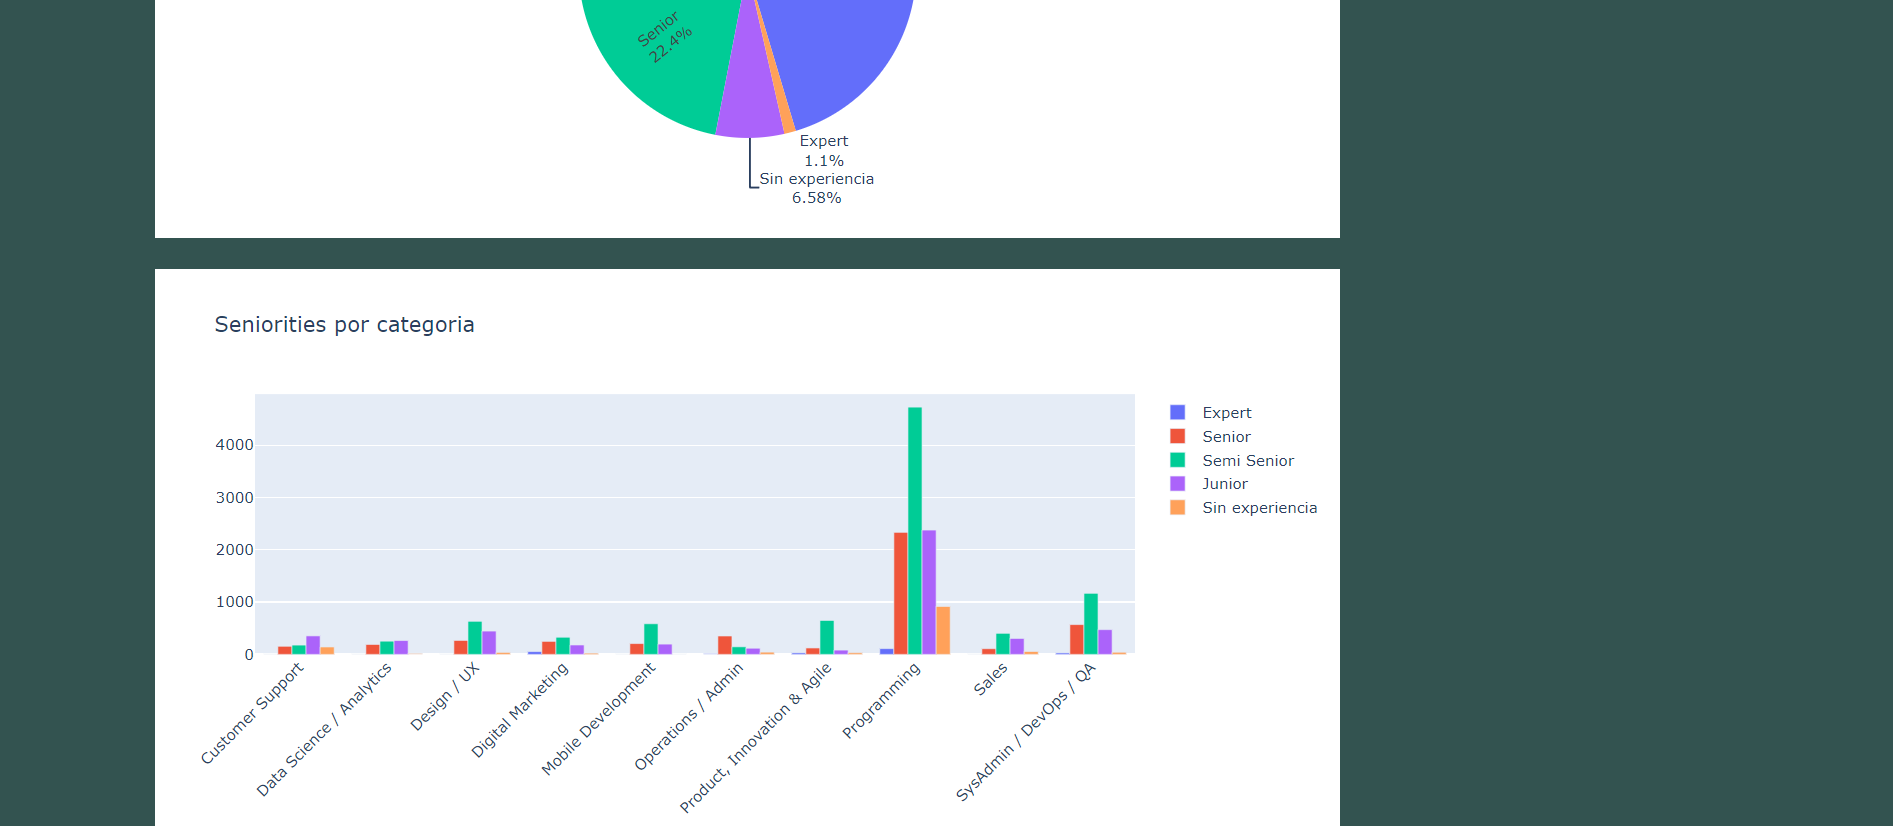 Senior
22.4%
Expert
1.1%
Sin experiencia
6.58%
Seniorities por categoria
4000
3000
2000
1000
0
Expert
Senior
Semi Senior
Junior
Sin experiencia
Customer Support
Data Science / Analytics
Design / UX
Digital Marketing
Mobile Development
Operations / Admin
Product, Innovation & Agile
Programming
Sales
SysAdmin / DevOps / QA